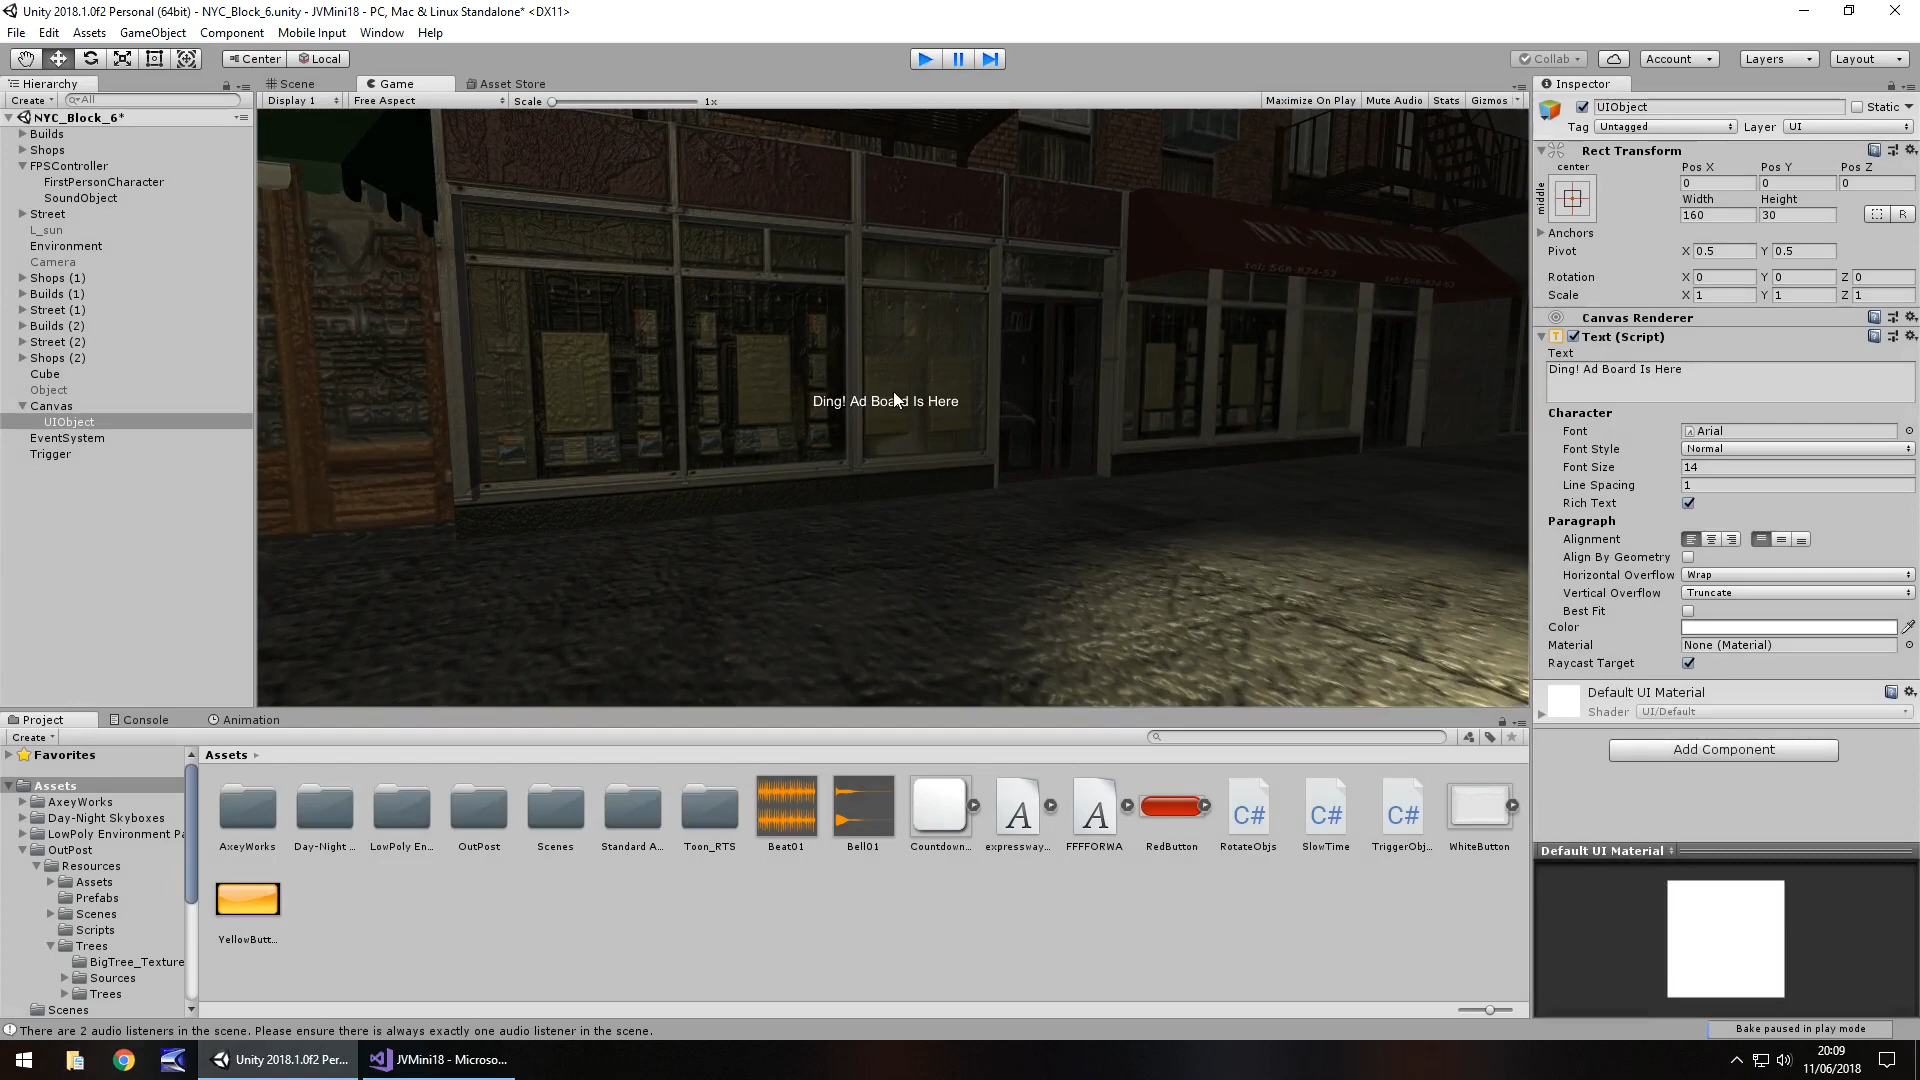 Unity 2018.1.0f2 Personal (64bit) - NYC_Block_6.unity - JVMini18 - PC, Mac & Linux Standalone* <DX11>
File Edit Assets GameObject Component Mobile Input Window Help
Center Local Collab Account Layers Layout
Hierarchy Scene Game Asset Store Inspector
Create All Display 1 Free Aspect Scale 1x Maximize On Play Mute Audio Stats Gizmos
NYC_Block_6*
Builds
Shops
FPSController
FirstPersonCharacter
SoundObject
Street
L_sun
Environment
Camera
Shops (1)
Builds (1)
Street (1)
Builds (2)
Street (2)
Shops (2)
Cube
Object
Canvas
UIObject
EventSystem
Trigger
Ding! Ad Board Is Here
UIObject Static
Tag Untagged Layer UI
Rect Transform
center Pos X Pos Y Pos Z
middle 0 0 0
Width Height
160 30 R
Anchors
Pivot X 0.5 Y 0.5
Rotation X 0 Y 0 Z 0
Scale X 1 Y 1 Z 1
Canvas Renderer
Text (Script)
Text
Ding! Ad Board Is Here
Character
Font Arial
Font Style Normal
Font Size 14
Line Spacing 1
Rich Text
Paragraph
Alignment
Align By Geometry
Horizontal Overflow Wrap
Vertical Overflow Truncate
Best Fit
Color
Material None (Material)
Raycast Target
Default UI Material
Shader UI/Default
Add Component
Default UI Material
Project Console Animation
Create
Favorites
Assets
AxeyWorks
Day-Night Skyboxes
LowPoly Environment Pa
OutPost
Resources
Assets
Prefabs
Scenes
Scripts
Trees
BigTree_Texture
Sources
Trees
Scenes
Assets
AxeyWorks Day-Night ... LowPoly En... OutPost Scenes Standard A... Toon_RTS Beat01 Bell01 Countdown... expressway... FFFFORWA RedButton RotateObjs SlowTime TriggerObj... WhiteButton
C# C# C#
YellowButt...
There are 2 audio listeners in the scene. Please ensure there is always exactly one audio listener in the scene.
Bake paused in play mode
Unity 2018.1.0f2 Per... JVMini18 - Microso...
20:09
11/06/2018